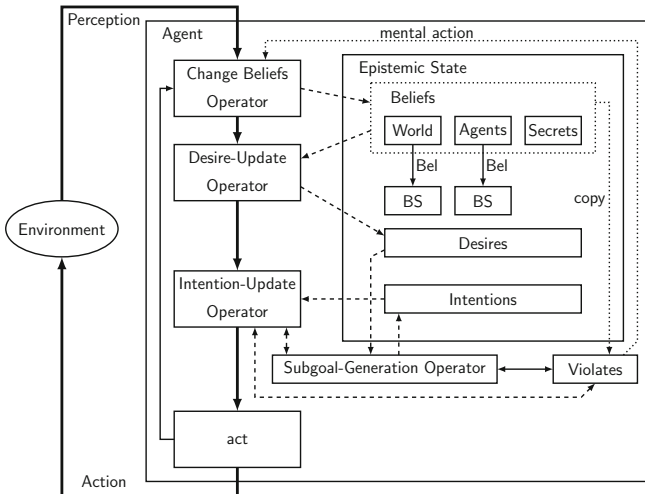 Perception
Agent
mental action
Change Beliefs
Operator
Epistemic State
Beliefs
World
Agents
Secrets
Bel
Bel
Desire-Update
Operator
BS
BS
copy
Environment
Desires
Intention-Update
Operator
Intentions
Subgoal-Generation Operator
Violates
act
Action